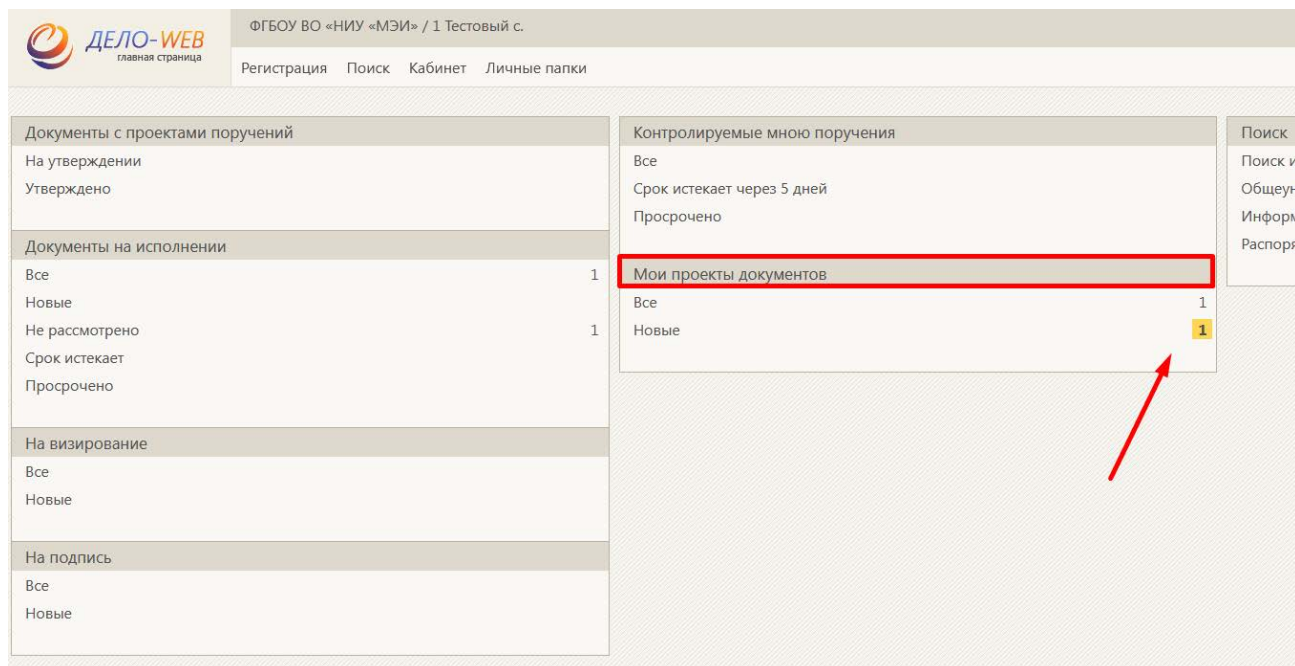 ДЕЛО-WEB
главная страница
ФГБОУ ВО «НИУ «МЭИ» / 1 Тестовый с.
Регистрация Поиск Кабинет Личные папки
Документы с проектами поручений
На утверждении
Утверждено
Документы на исполнении
Все 1
Новые
Не рассмотрено 1
Срок истекает
Просрочено
На визирование
Все
Новые
На подпись
Все
Новые
Контролируемые мною поручения
Все
Срок истекает через 5 дней
Просрочено
Мои проекты документов
Все 1
Новые 1
Поиск
Поиск